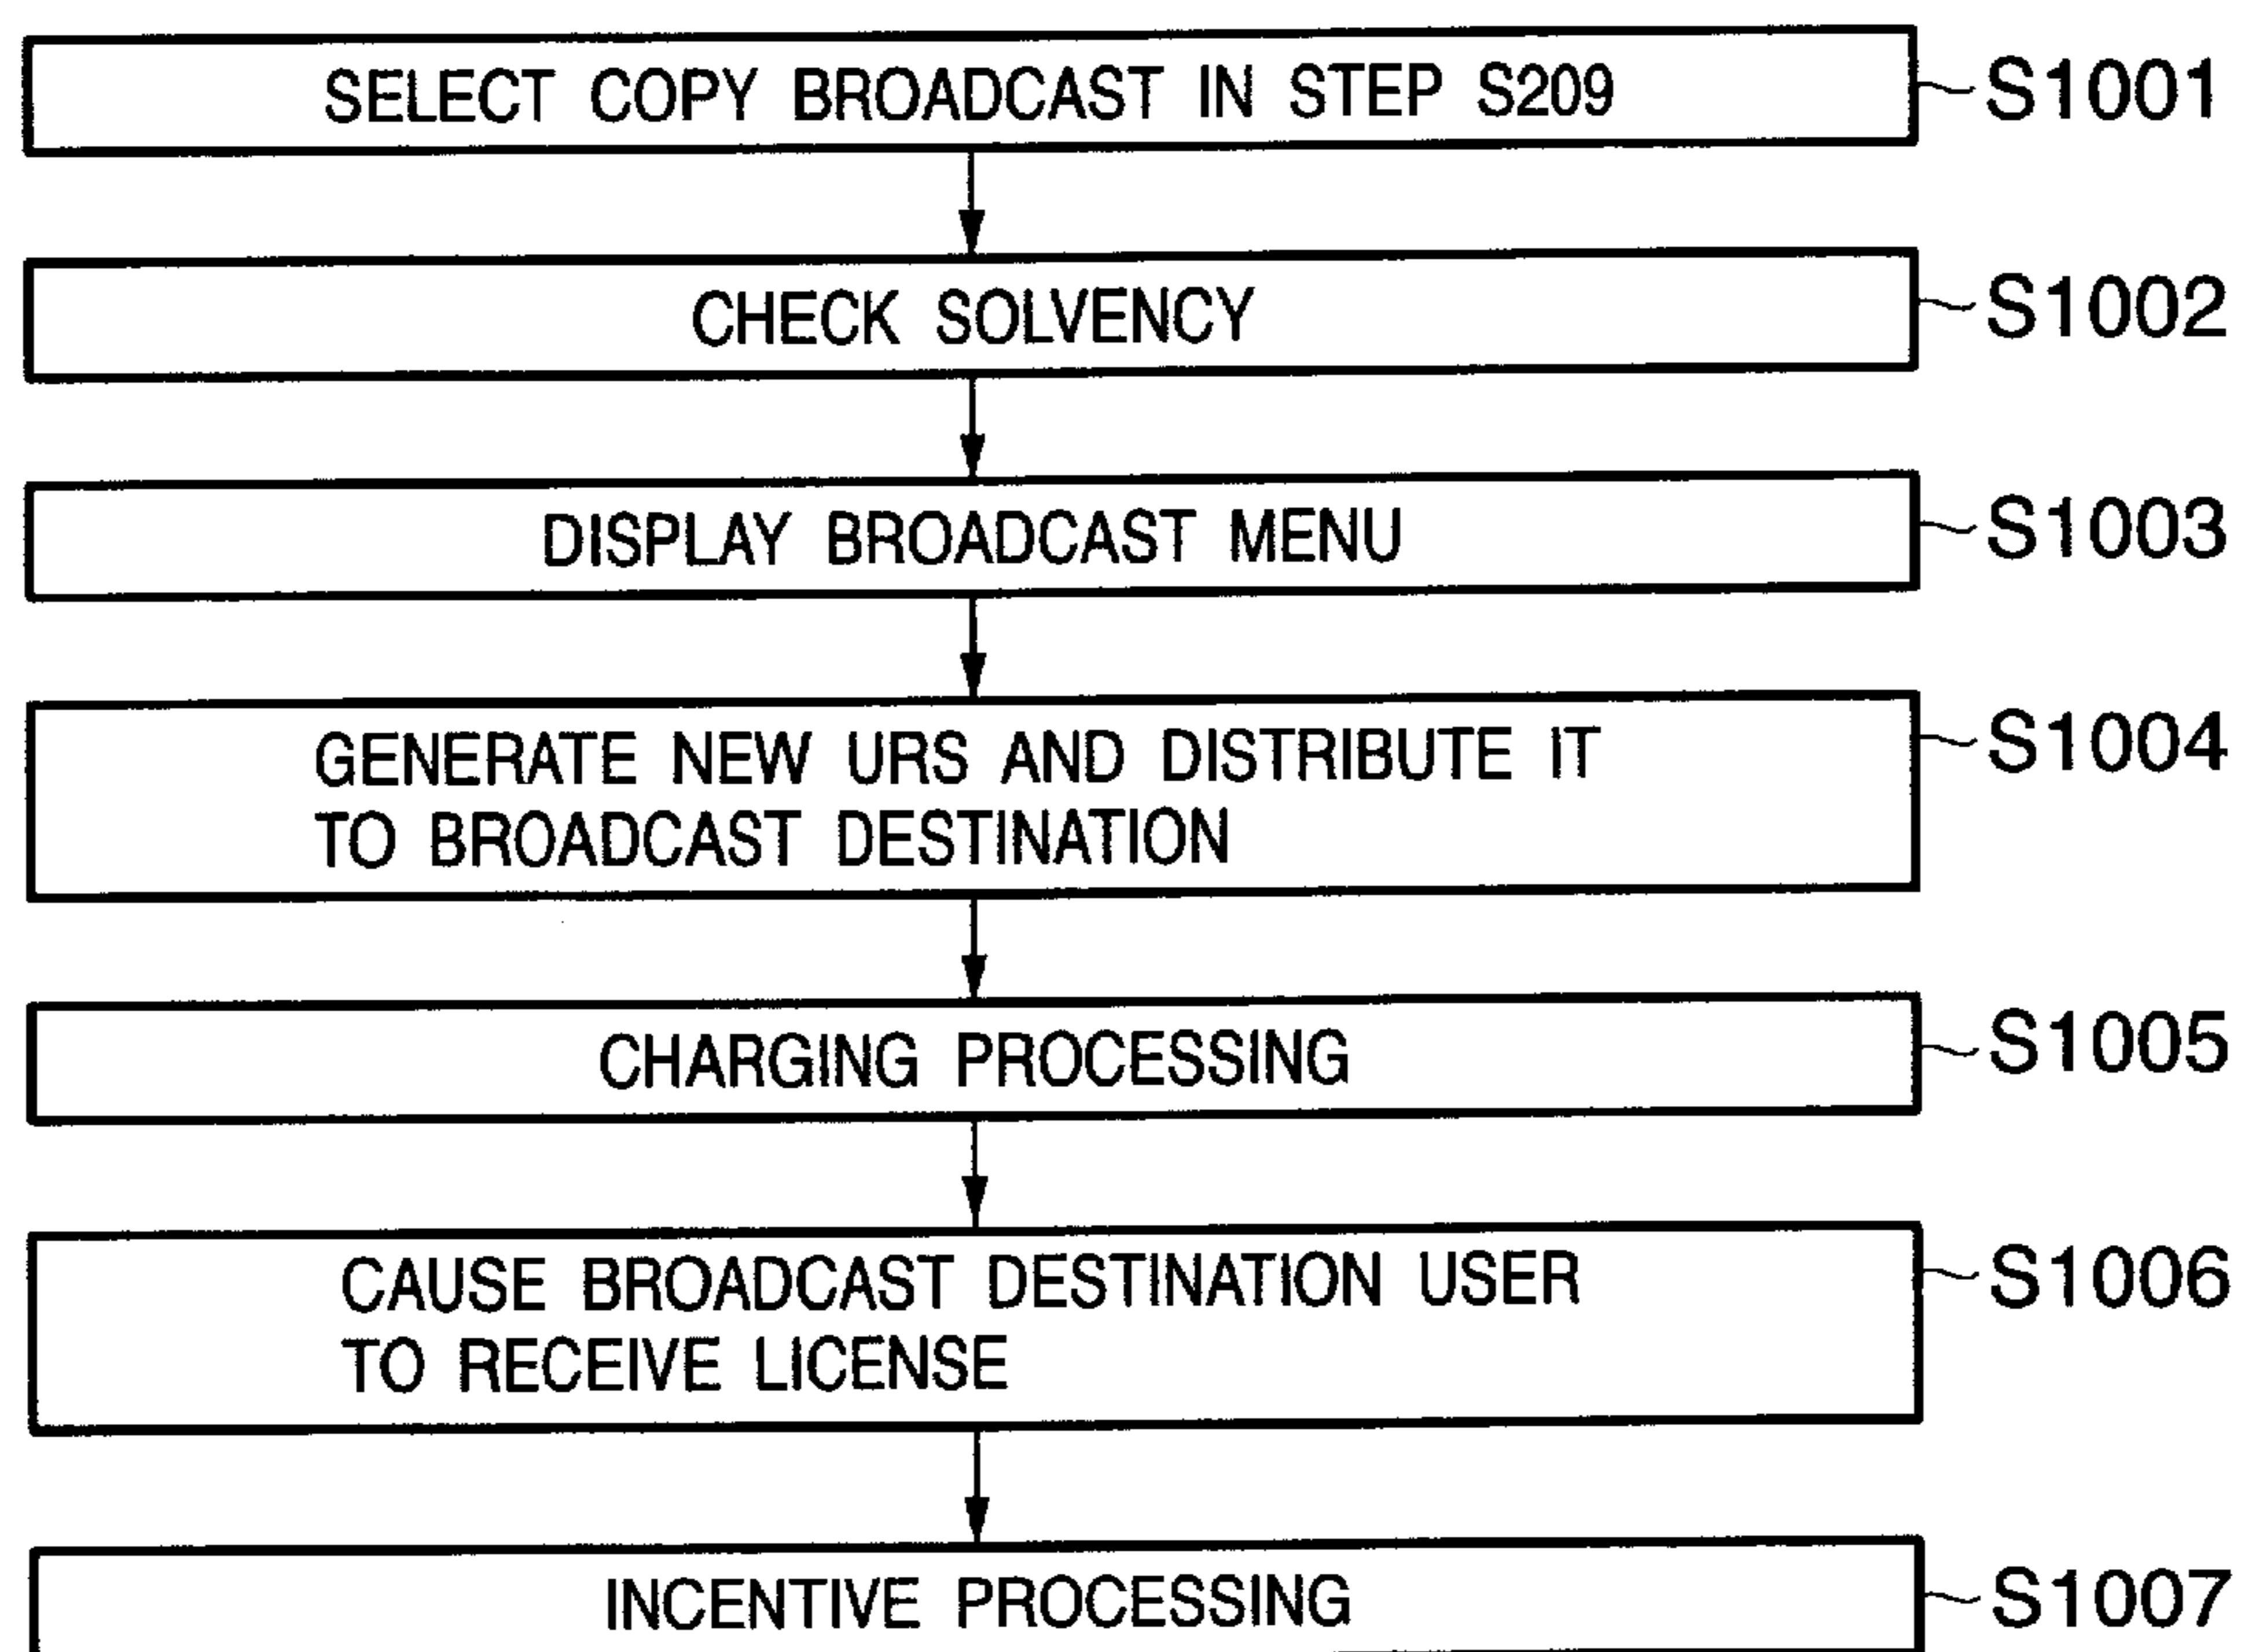 SELECT COPY BROADCAST IN STEP S209
S1001
CHECK SOLVENCY
S1002
DISPLAY BROADCAST MENU
S1003
GENERATE NEW URS AND DISTRIBUTE IT
TO BROADCAST DESTINATION
S1004
CHARGING PROCESSING
S1005
CAUSE BROADCAST DESTINATION USER
TO RECEIVE LICENSE
S1006
INCENTIVE PROCESSING
S1007